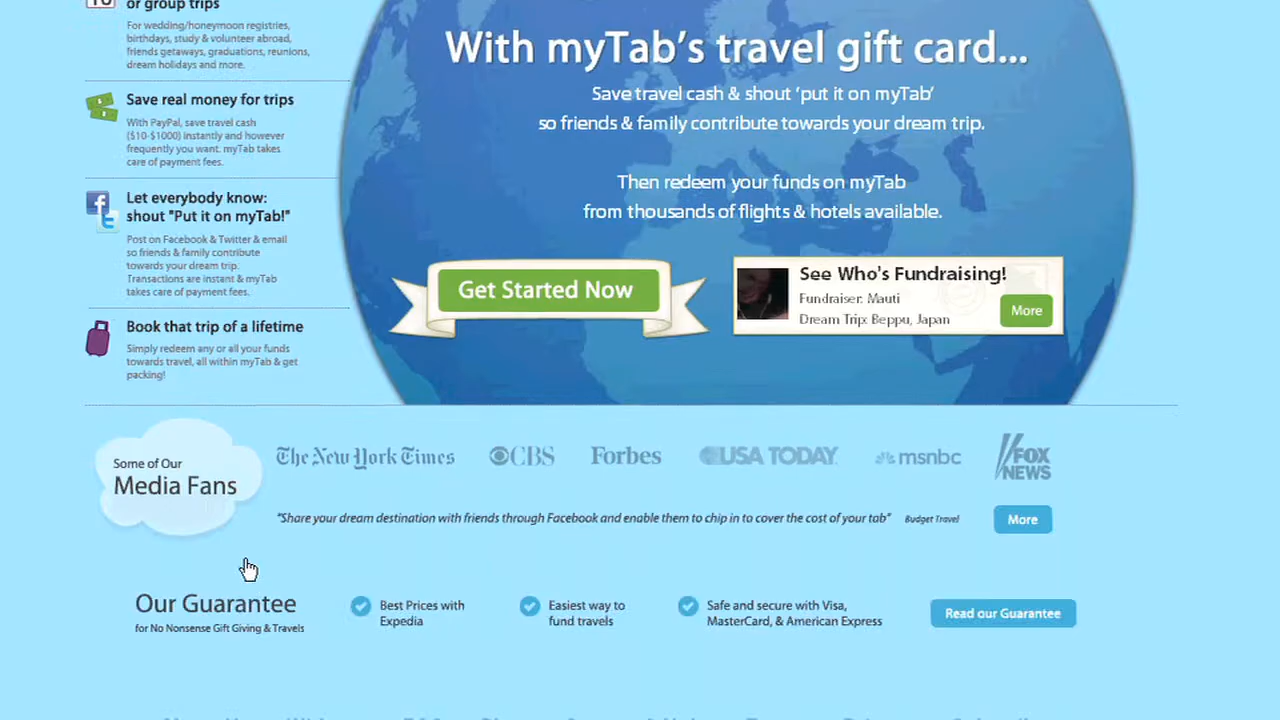 or group trips
For wedding/honeymoon registries,
birthdays, study & volunteer abroad,
friends getaways, graduations, reunions,
dream holidays and more.
Save real money for trips
With PayPal, save travel cash
($10-$1000) instantly and however
frequently you want. myTab takes
care of payment fees.
Let everybody know:
shout "Put it on myTab!"
Post on Facebook & Twitter & email
so friends & family contribute
towards your dream trip.
Transactions are instant & myTab
takes care of payment fees.
Book that trip of a lifetime
Simply redeem any or all your funds
towards travel, all within myTab & get
packing!
With myTab's travel gift card...
Save travel cash & shout 'put it on myTab'
so friends & family contribute towards your dream trip.
Then redeem your funds on myTab
from thousands of flights & hotels available.
Get Started Now
See Who's Fundraising!
Fundraiser: Mauti
Dream Trip: Beppu, Japan
More
Some of Our
Media Fans
The New York Times
CBS
Forbes
USA TODAY
msnbc
FOX
NEWS
"Share your dream destination with friends through Facebook and enable them to chip in to cover the cost of your tab" Budget Travel
More
Our Guarantee
for No Nonsense Gift Giving & Travels
Best Prices with
Expedia
Easiest way to
fund travels
Safe and secure with Visa,
MasterCard, & American Express
Read our Guarantee